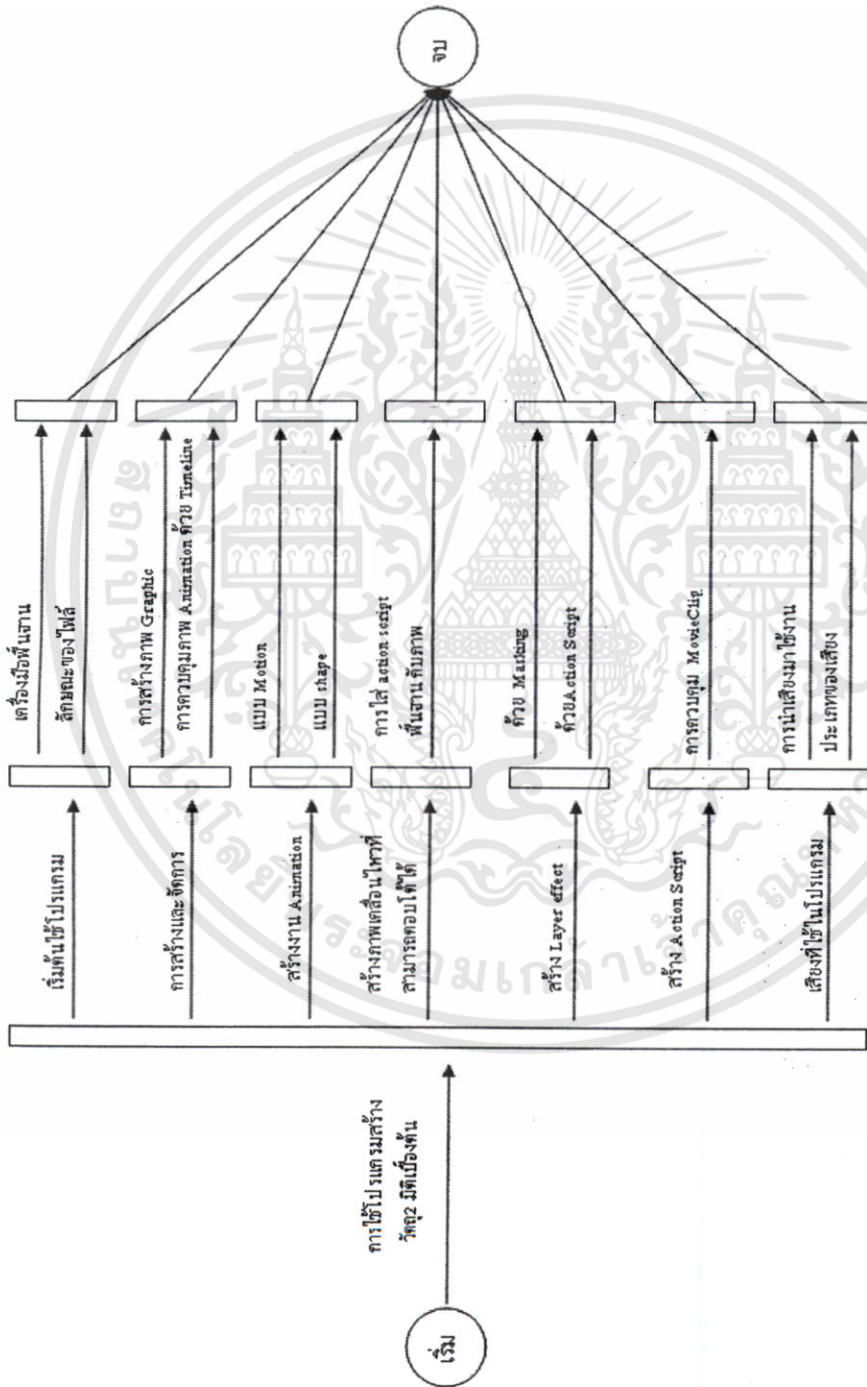 เริ่ม
การใช้โปรแกรมสร้าง
วัตถุ2 มิติเบื้องต้น
เริ่มต้นใช้โปรแกรม
เครื่องมือพื้นฐาน
ลักษณะของไฟล์
การสร้างและจัดการ
การสร้างภาพ Graphic
การควบคุมภาพ Animation ด้วย Timeline
สร้างงาน Animation
แบบ Motion
แบบ shape
สร้างภาพเคลื่อนไหวที่
สามารถตอบโต้ได้
การใส่ action script
พื้นฐานกับภาพ
สร้าง Layer effect
ด้วย Marking
ด้วยAction Script
สร้าง Action Script
การควบคุม MovieClip
เสียงที่ใช้ในโปรแกรม
การนำเสียงมาใช้งาน
ประเภทของเสียง
จบ